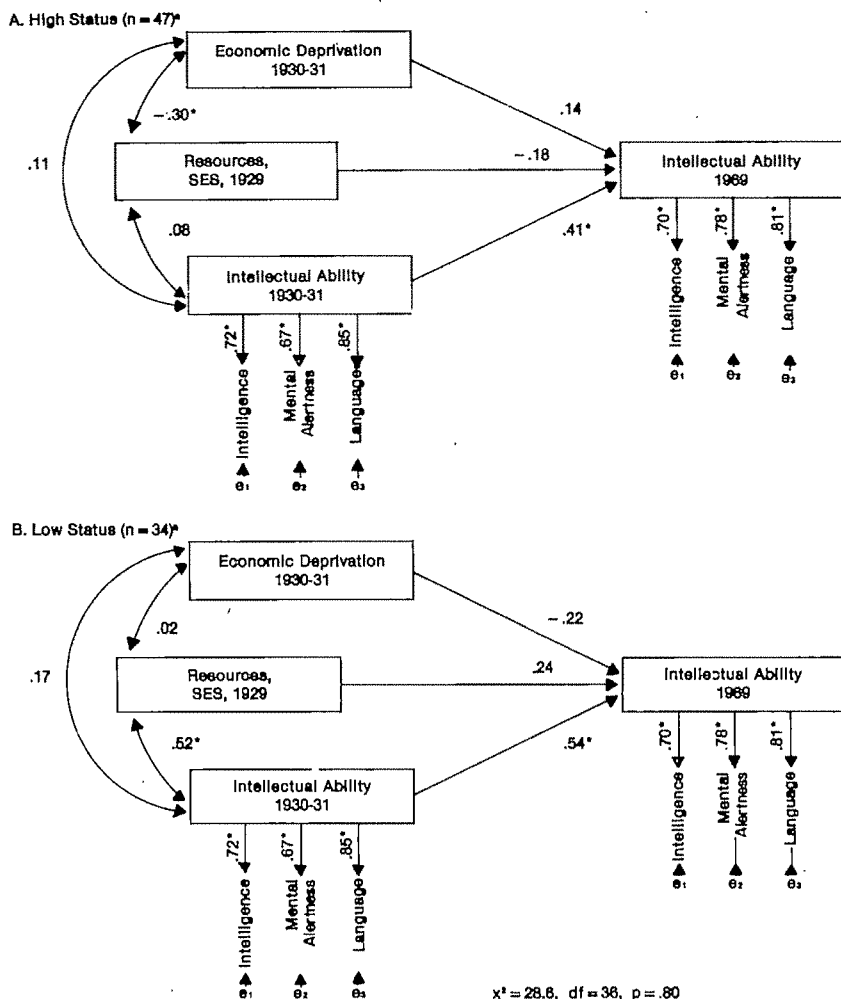 A. High Status (n = 47)ª
Economic Deprivation
1930-31
-.30*
.14
.11
Resources,
SES, 1929
-.18
Intellectual Ability
1969
.08
.41*
.70*
.78*
.81*
Intellectual Ability
1930-31
Intelligence
Mental
Alertness
Language
.72*
.67*
.85*
e₁
e₂
e₃
Intelligence
Mental
Alertness
Language
e₁
e₂
e₃
B. Low Status (n = 34)ª
Economic Deprivation
1930-31
.02
-.22
.17
Resources,
SES, 1929
.24
Intellectual Ability
1969
.52*
.54*
.70*
.78*
.81*
Intellectual Ability
1930-31
Intelligence
Mental
Alertness
Language
.72*
.67*
.85*
e₁
e₂
e₃
Intelligence
Mental
Alertness
Language
e₁
e₂
e₃
x² = 28.6, df = 36, p = .80